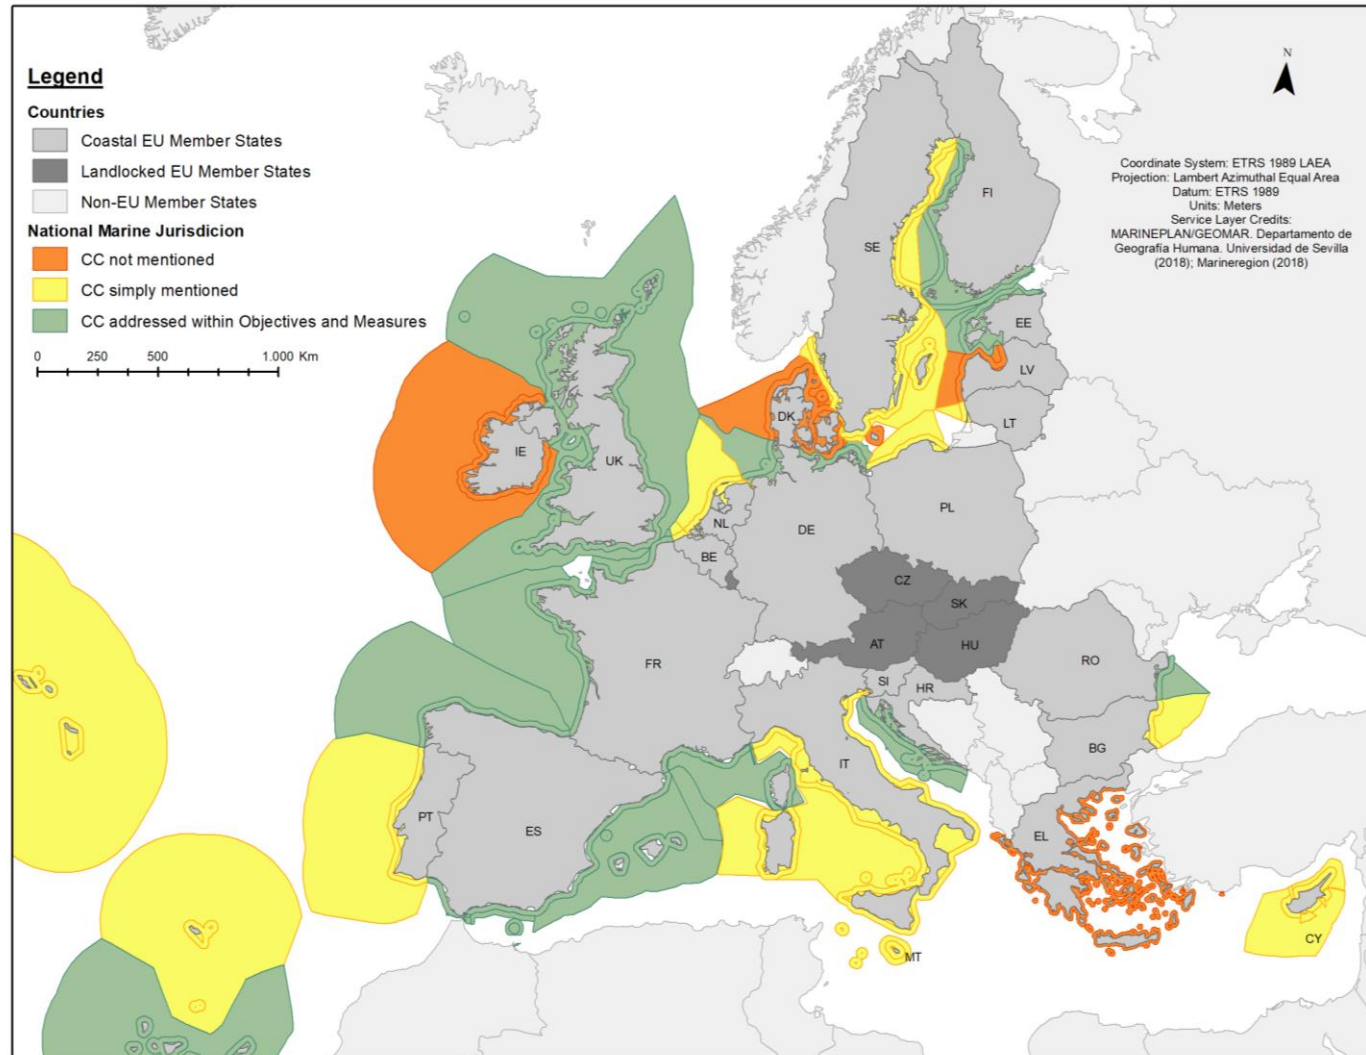 Legend
Countries
Coastal EU Member States
Landlocked EU Member States
Non-EU Member States
National Marine Jurisdicion
CC not mentioned
CC simply mentioned
CC addressed within Objectives and Measures
0 250 500 1.000 Km
N
Coordinate System: ETRS 1989 LAEA
Projection: Lambert Azimuthal Equal Area
Datum: ETRS 1989
Units: Meters
Service Layer Credits:
MARINEPLAN/GEOMAR. Departamento de
Geografía Humana. Universidad de Sevilla
(2018); Marineregion (2018)
FI
SE
EE
LV
DK
LT
IE
UK
PL
NL
DE
BE
CZ
SK
AT
HU
FR
RO
SI
HR
BG
IT
PT
ES
EL
CY
MT